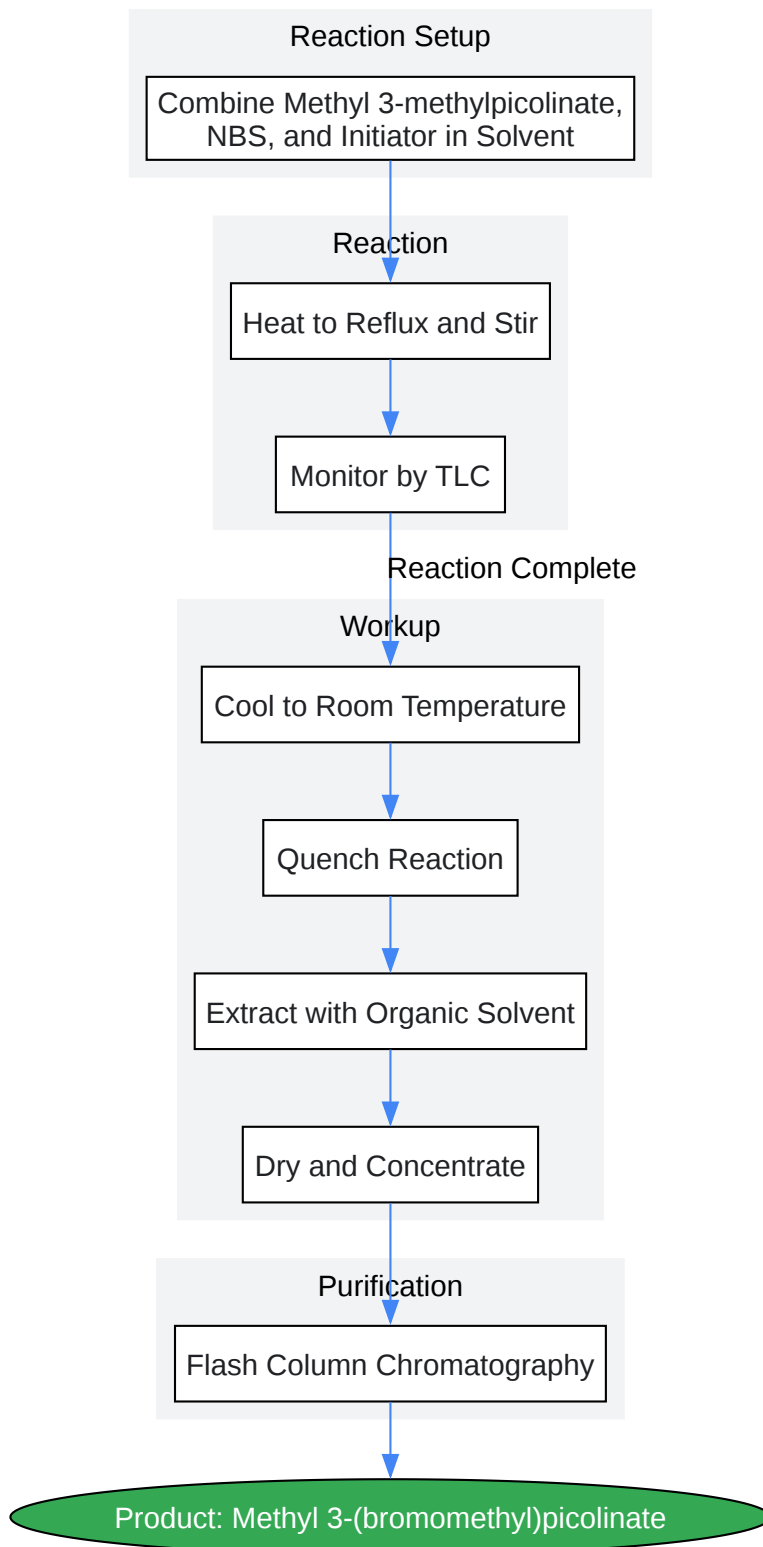 Reaction Setup
Combine Methyl 3-methylpicolinate,
NBS, and Initiator in Solvent
Reaction
Heat to Reflux and Stir
Monitor by TLC
Reaction Complete
Workup
Cool to Room Temperature
Quench Reaction
Extract with Organic Solvent
Dry and Concentrate
Purification
Flash Column Chromatography
Product: Methyl 3-(bromomethyl)picolinate